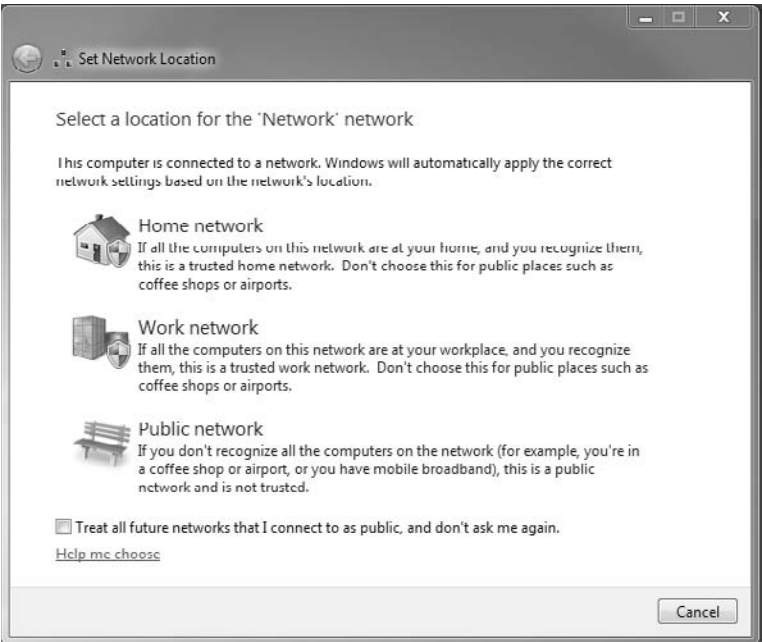 Set Network Location
Select a location for the 'Network' network
This computer is connected to a network. Windows will automatically apply the correct
network settings based on the network's location.
Home network
If all the computers on this network are at your home, and you recognize them,
this is a trusted home network.  Don't choose this for public places such as
coffee shops or airports.
Work network
If all the computers on this network are at your workplace, and you recognize
them, this is a trusted work network.  Don't choose this for public places such as
coffee shops or airports.
Public network
If you don't recognize all the computers on the network (for example, you're in
a coffee shop or airport, or you have mobile broadband), this is a public
network and is not trusted.
Treat all future networks that I connect to as public, and don't ask me again.
Help me choose
Cancel